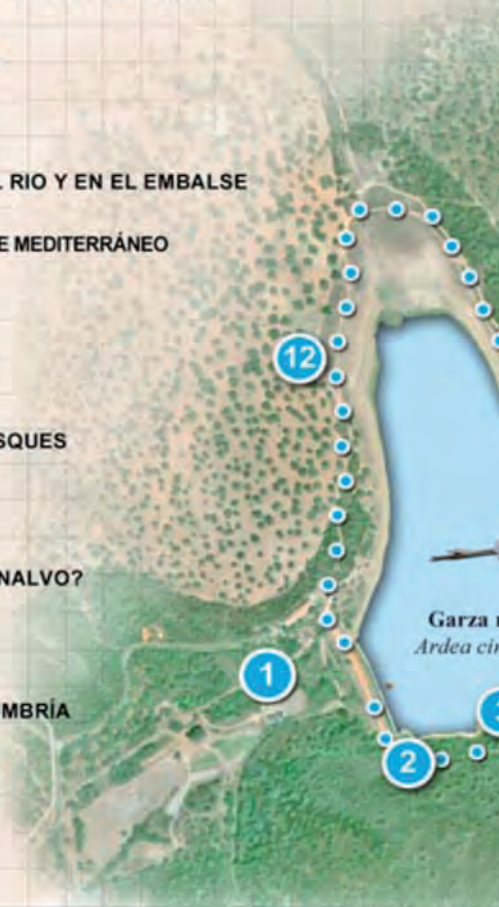 RIO Y EN EL EMBALSE
E MEDITERRÁNEO
12
SQUES
NALVO?
Garza
Ardea
1
MBRÍA
2